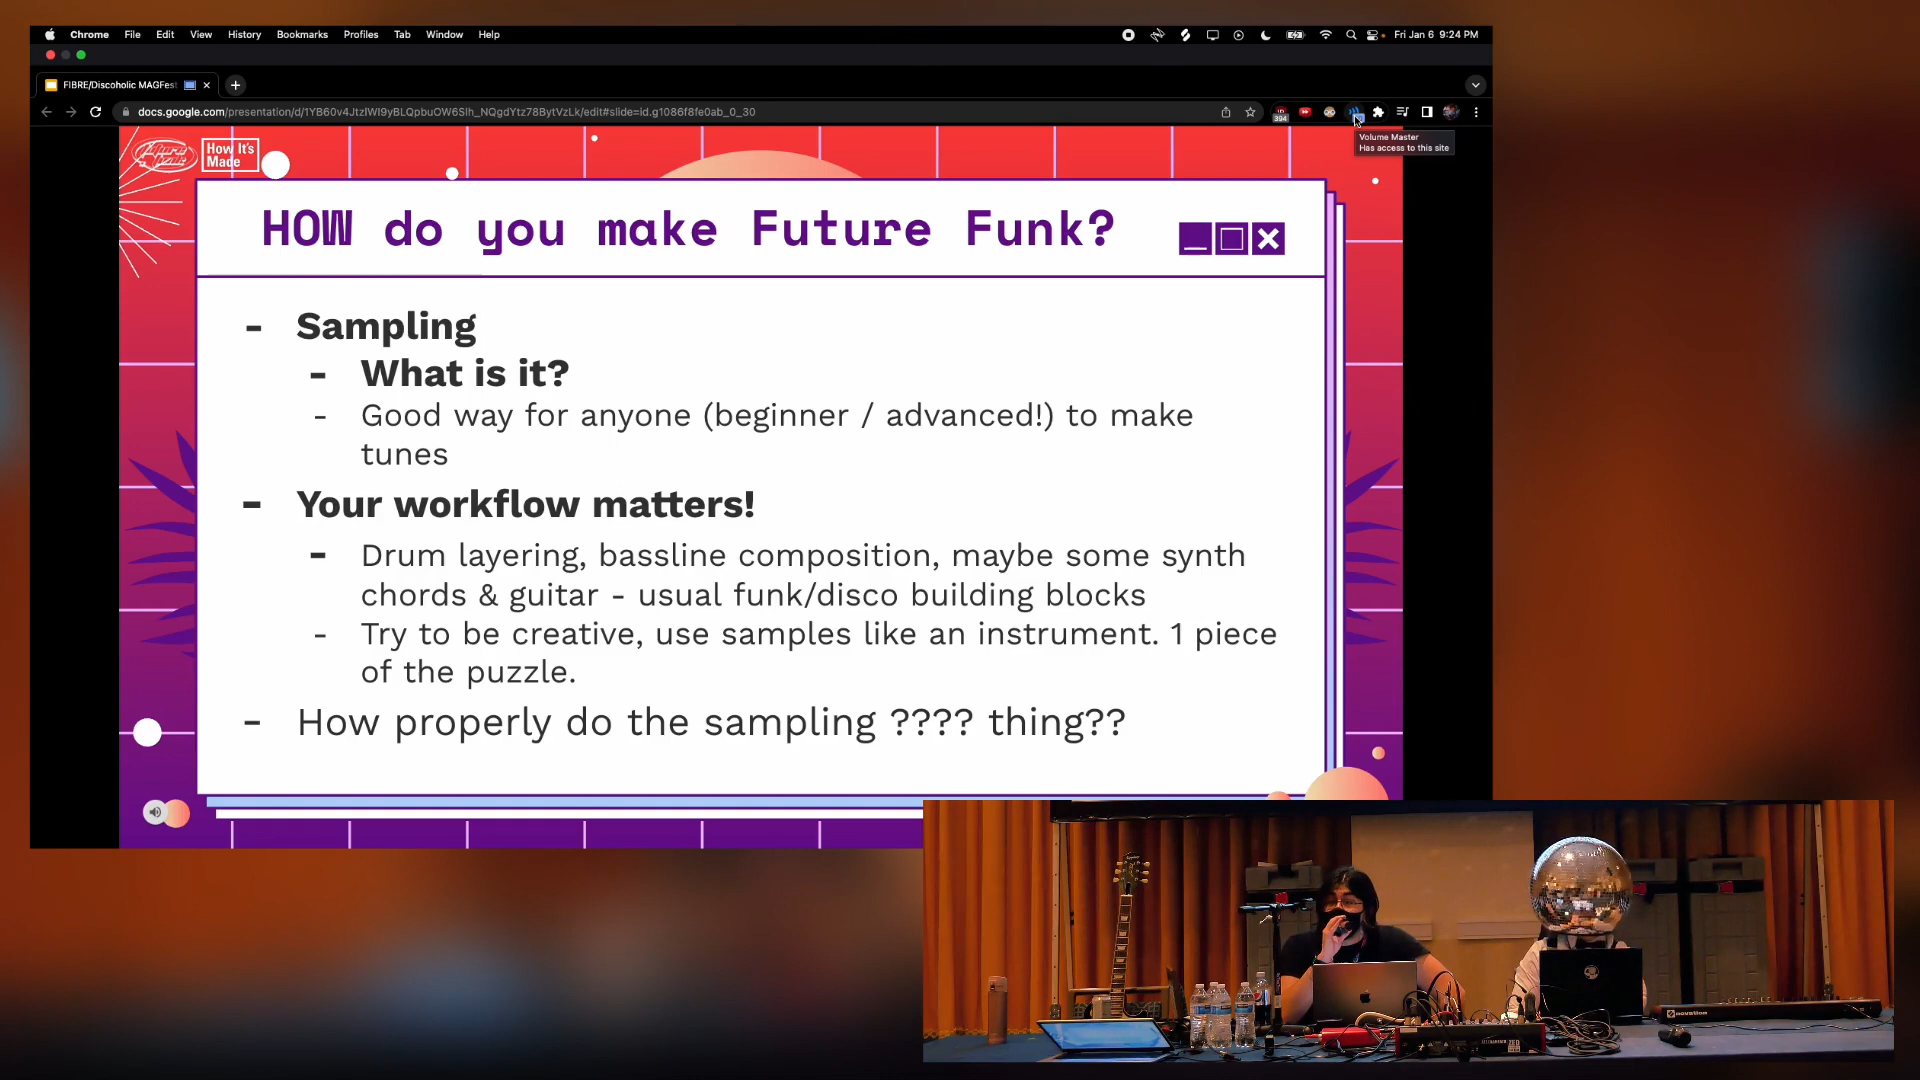 Chrome File Edit View History Bookmarks Profiles Tab Window Help
Fri Jan 6 9:24 PM
FIBRE/Discoholic MAGFest
docs.google.com/presentation/d/1YB60v4JtzIWI9yBLQpbuOW6Slh_NQgdYtz78BytVzLk/edit#slide=id.g1086f8fe0ab_0_30
394
Volume Master
Has access to this site
How It's
Made
HOW do you make Future Funk?
- Sampling
- What is it?
- Good way for anyone (beginner / advanced!) to make
tunes
- Your workflow matters!
- Drum layering, bassline composition, maybe some synth
chords & guitar - usual funk/disco building blocks
- Try to be creative, use samples like an instrument. 1 piece
of the puzzle.
- How properly do the sampling ???? thing??
novation
ZED